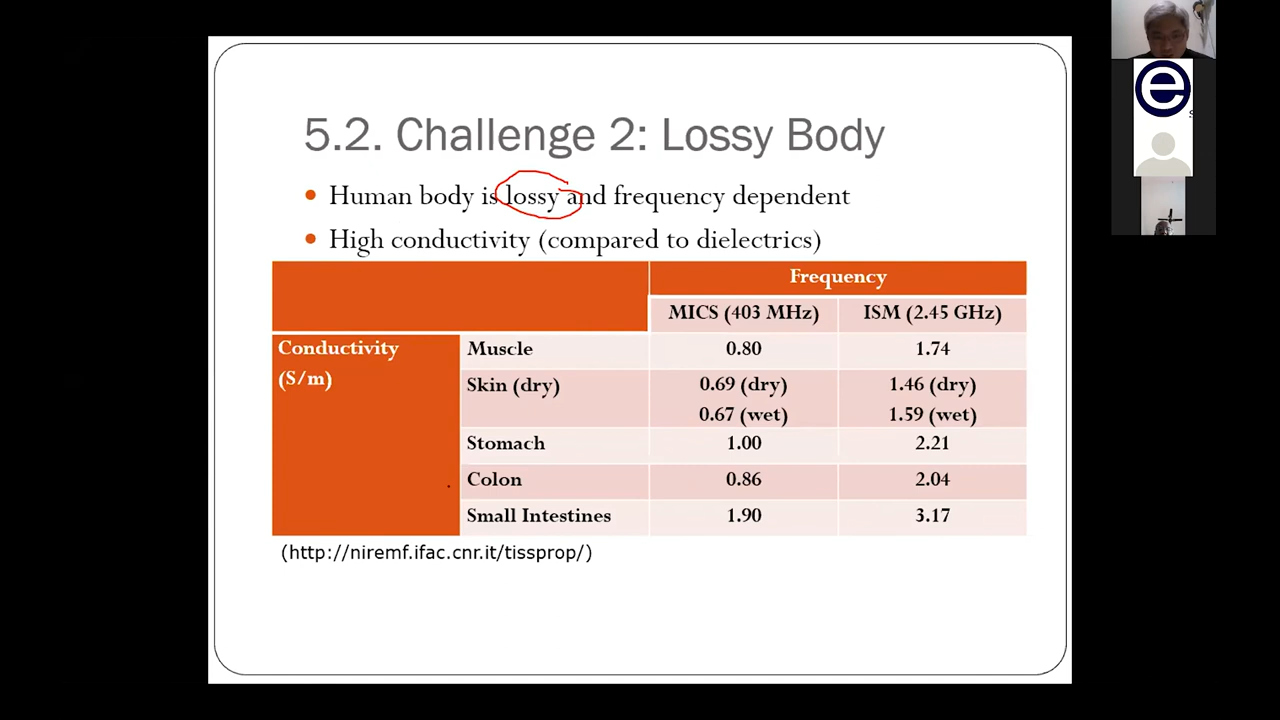 5.2. Challenge 2: Lossy Body
Human body is lossy and frequency dependent
High conductivity (compared to dielectrics)
Frequency
MICS (403 MHz) ISM (2.45 GHz)
Conductivity (S/m)
Muscle 0.80 1.74
Skin (dry) 0.69 (dry) 1.46 (dry)
0.67 (wet) 1.59 (wet)
Stomach 1.00 2.21
Colon 0.86 2.04
Small Intestines 1.90 3.17
(http://niremf.ifac.cnr.it/tissprop/)
e
s